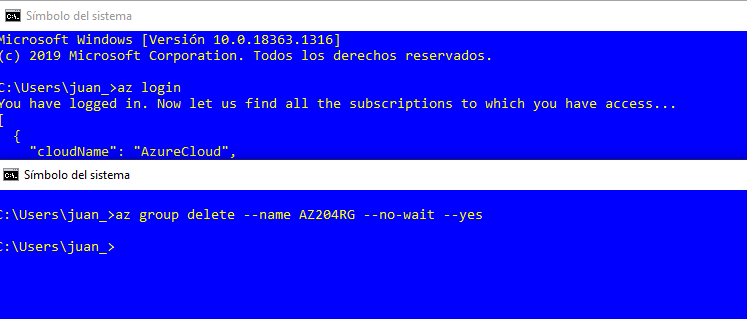 Símbolo del sistema
Microsoft Windows [Versión 10.0.18363.1316]
(c) 2019 Microsoft Corporation. Todos los derechos reservados.
C:\Users\juan_>az login
You have logged in. Now let us find all the subscriptions to which you have access...
[
  {
    "cloudName": "AzureCloud",
Símbolo del sistema
C:\Users\juan_>az group delete --name AZ204RG --no-wait --yes
C:\Users\juan_>